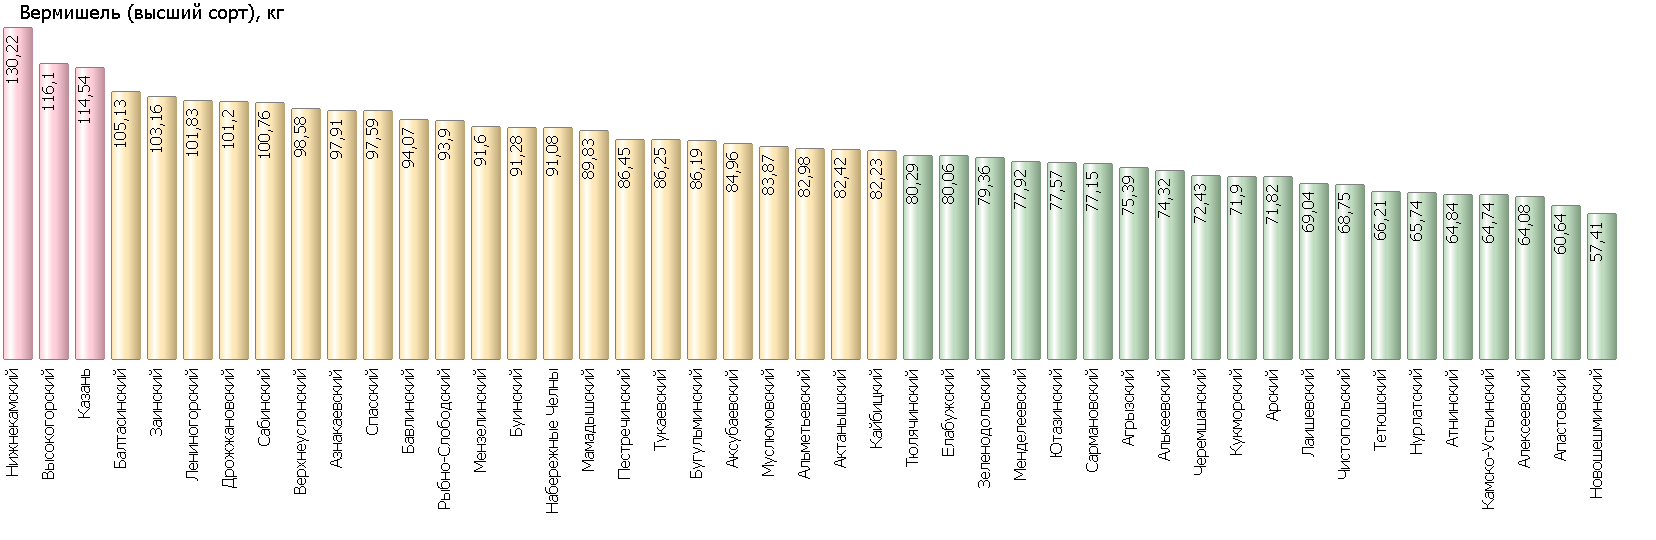 Вермишель (высший сорт), кг
130,22
116,1
114,54
105,13
103,16
101,83
101,2
100,76
98,58
97,91
97,59
94,07
93,9
91,6
91,28
91,08
89,83
86,45
86,25
86,19
84,96
83,87
82,98
82,42
82,23
80,29
80,06
79,36
77,92
77,57
77,15
75,39
74,32
72,43
71,9
71,82
69,04
68,75
66,21
65,74
64,84
64,74
64,08
60,64
57,41
Нижнекамский
Высокогорский
Казань
Балтасинский
Заинский
Лениногорский
Дрожжановский
Сабинский
Верхнеуслонский
Азнакаевский
Спасский
Бавлинский
Рыбно-Слободский
Мензелинский
Буинский
Набережные Челны
Мамадышский
Пестречинский
Тукаевский
Бугульминский
Аксубаевский
Муслюмовский
Альметьевский
Актанышский
Кайбицкий
Тюлячинский
Елабужский
Зеленодольский
Менделеевский
Ютазинский
Сармановский
Агрызский
Алькеевский
Черемшанский
Кукморский
Арский
Лаишевский
Чистопольский
Тетюшский
Нурлатский
Атнинский
Камско-Устьинский
Алексеевский
Апастовский
Новошешминский